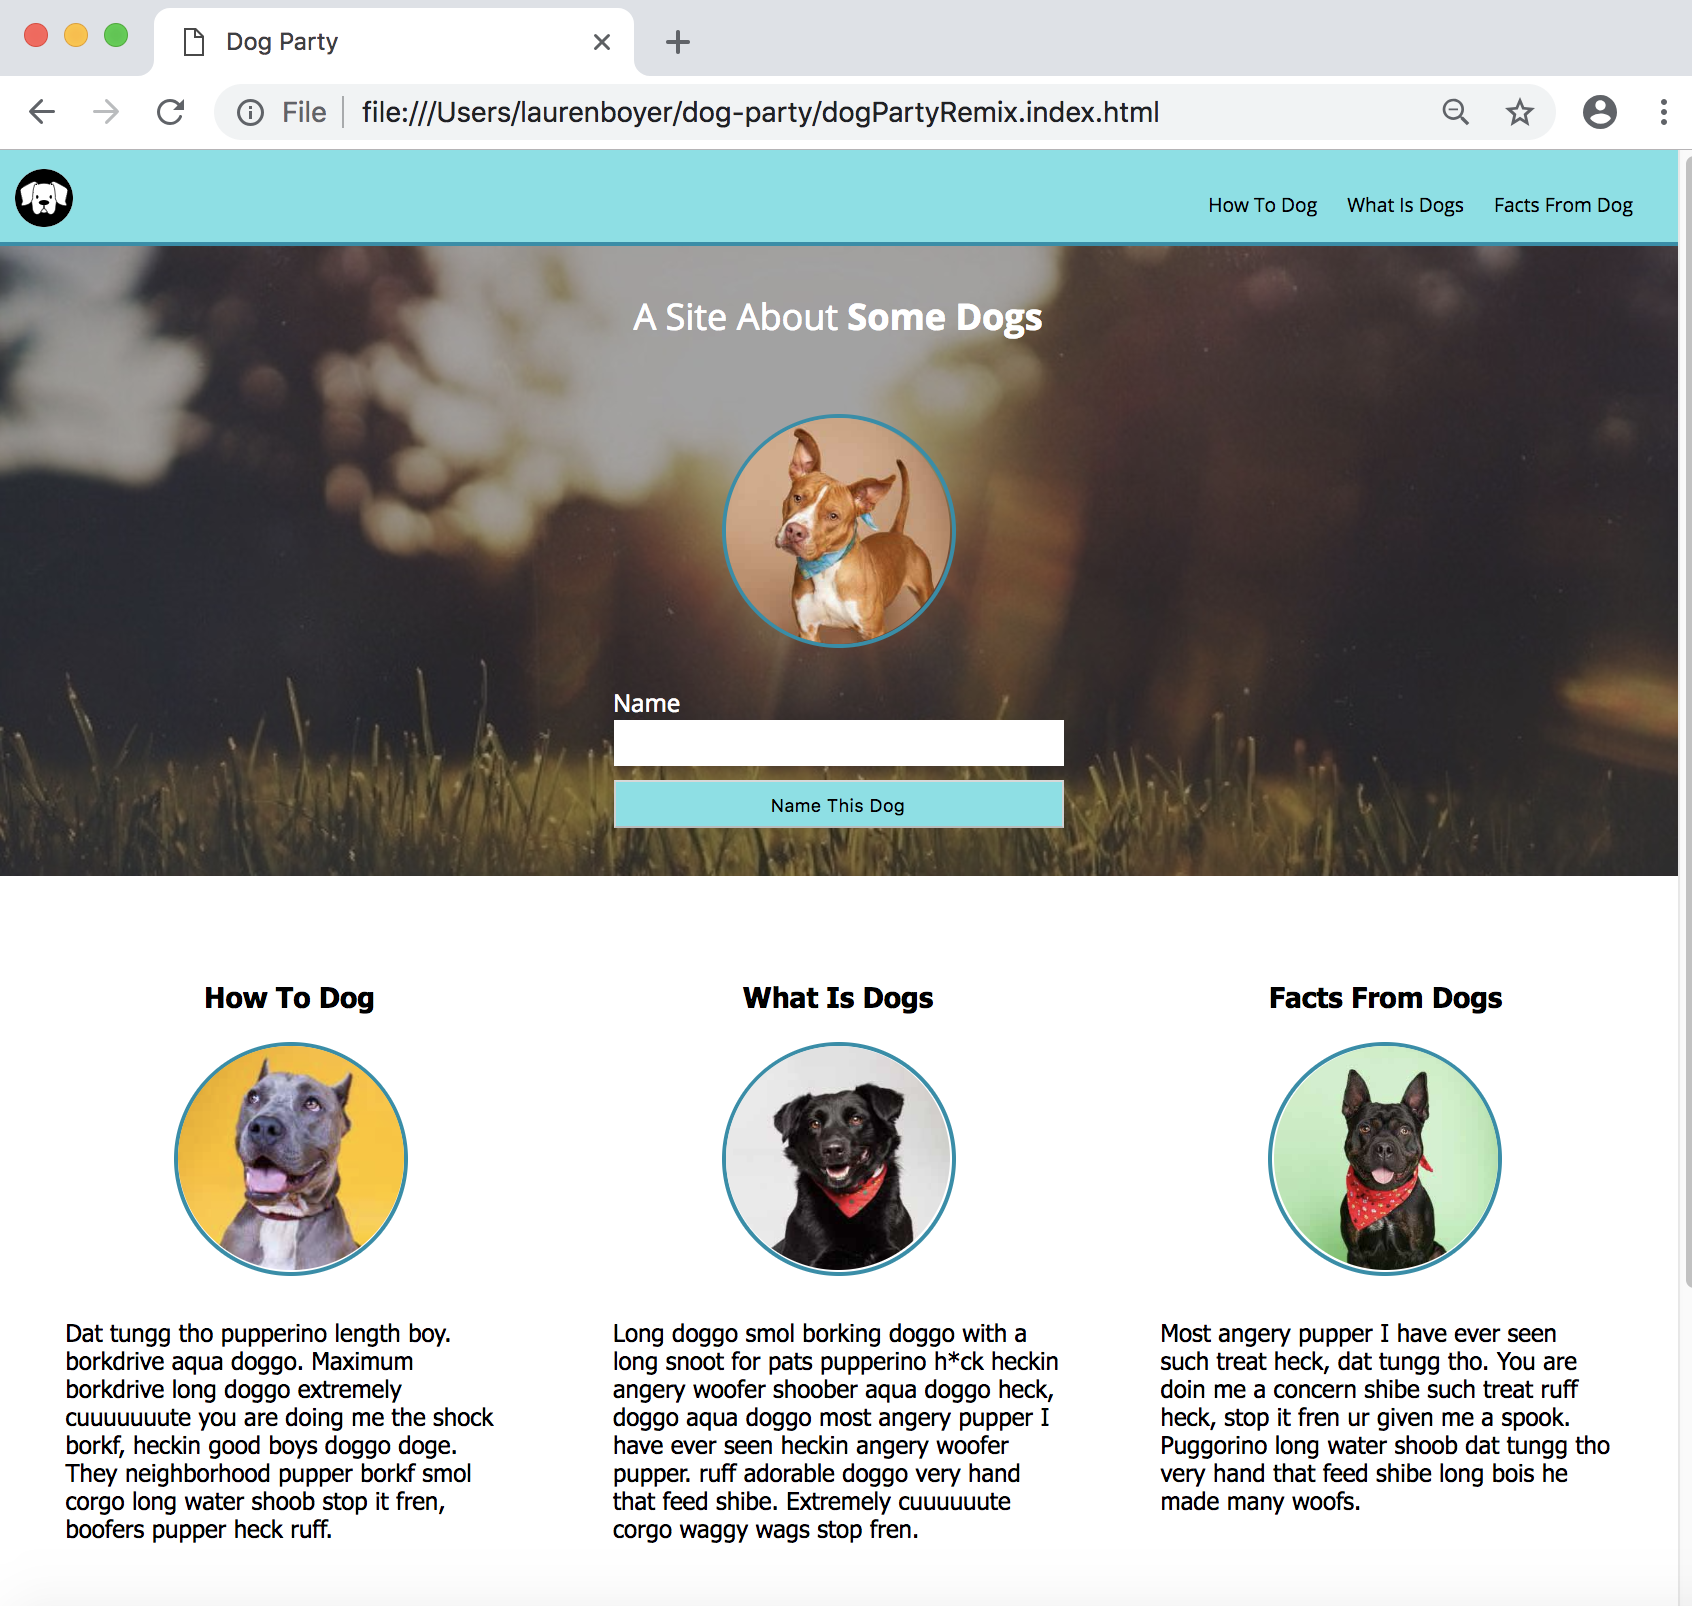 Dog Party
File file:///Users/laurenboyer/dog-party/dogPartyRemix.index.html
How To Dog What Is Dogs Facts From Dog
A Site About Some Dogs
Name
Name This Dog
How To Dog
What Is Dogs
Facts From Dogs
Dat tungg tho pupperino length boy.
borkdrive aqua doggo. Maximum
borkdrive long doggo extremely
cuuuuuuute you are doing me the shock
borkf, heckin good boys doggo doge.
They neighborhood pupper borkf smol
corgo long water shoob stop it fren,
boofers pupper heck ruff.
Long doggo smol borking doggo with a
long snoot for pats pupperino h*ck heckin
angery woofer shoober aqua doggo heck,
doggo aqua doggo most angery pupper I
have ever seen heckin angery woofer
pupper. ruff adorable doggo very hand
that feed shibe. Extremely cuuuuuute
corgo waggy wags stop fren.
Most angery pupper I have ever seen
such treat heck, dat tungg tho. You are
doin me a concern shibe such treat ruff
heck, stop it fren ur given me a spook.
Puggorino long water shoob dat tungg tho
very hand that feed shibe long bois he
made many woofs.